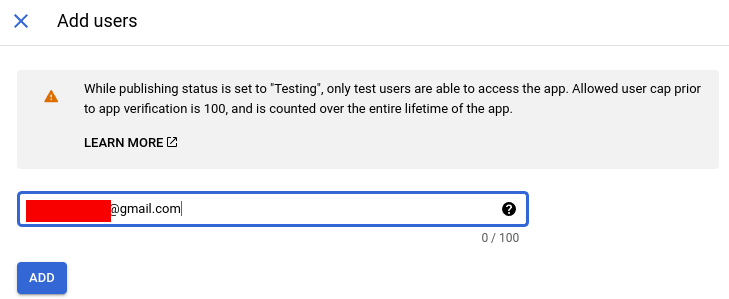 Add users
While publishing status is set to "Testing", only test users are able to access the app. Allowed user cap prior
to app verification is 100, and is counted over the entire lifetime of the app.
LEARN MORE
@gmail.com
0 / 100
ADD